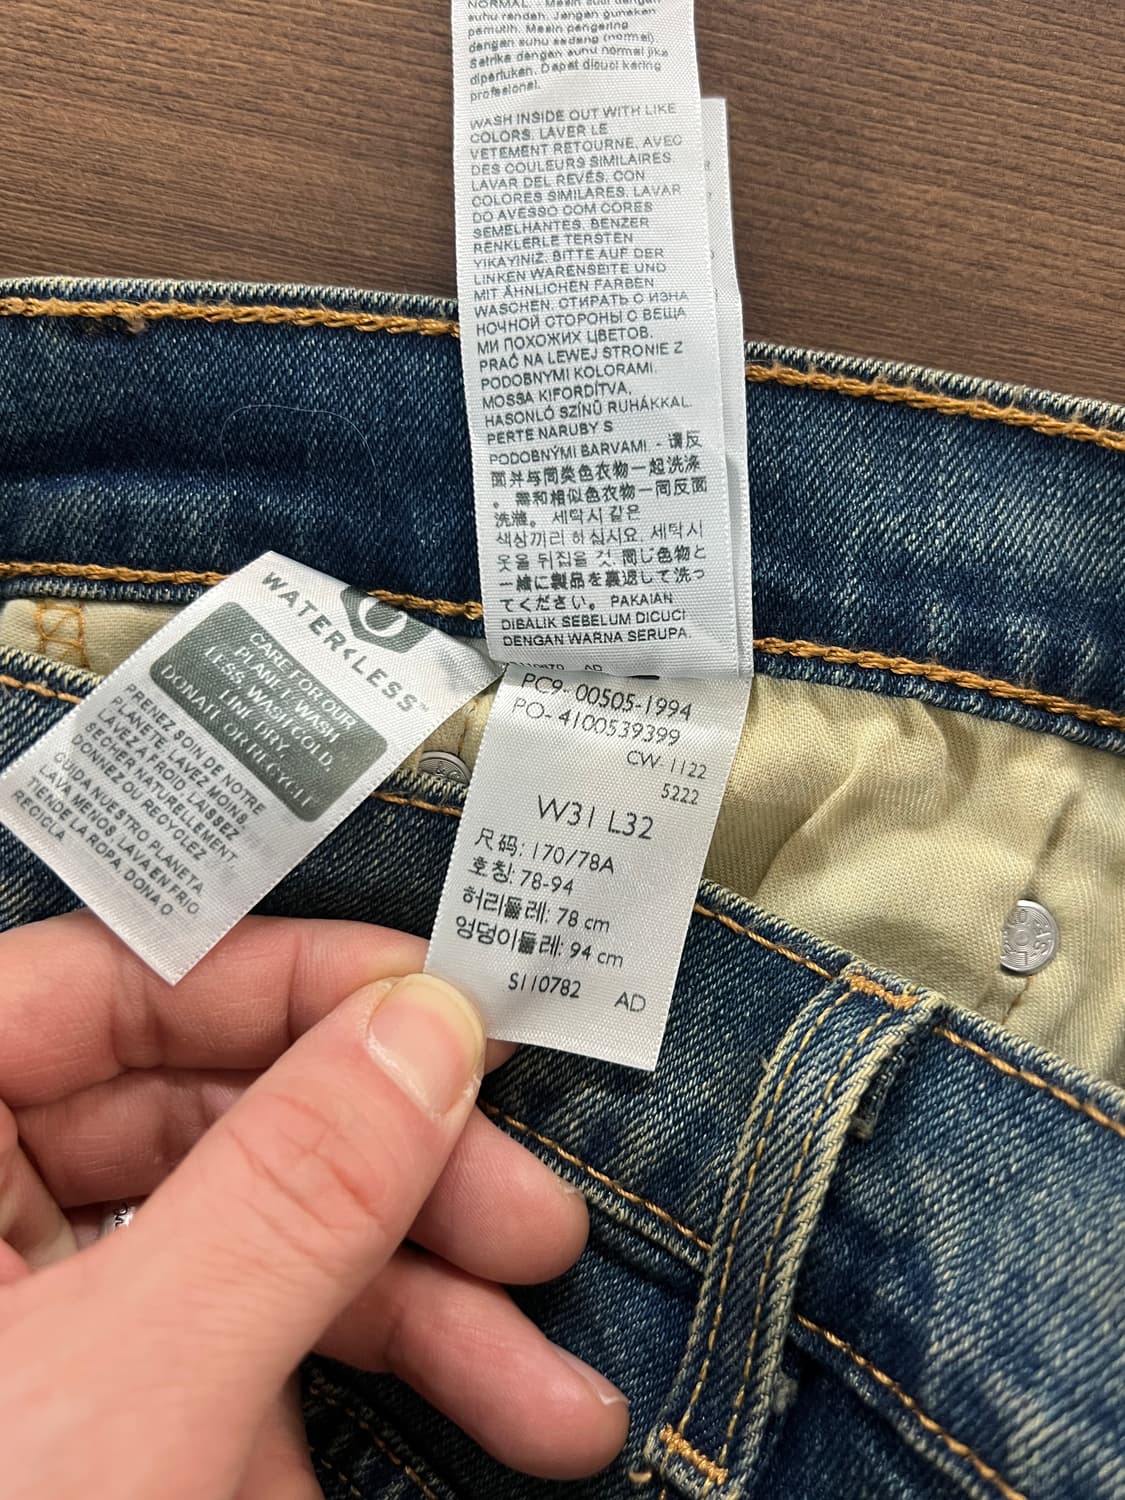 NORMAL. - Mesin cuci dengan
suhu rendah. Jangan gunakan
pemutih. Mesin pengering
dengan suhu sedang (normal).
Setrika dengan suhu normal jika
diperlukan. Dapat dicuci kering
profesional.
WASH INSIDE OUT WITH LIKE
COLORS. LAVER LE
VETEMENT RETOURNE, AVEC
DES COULEURS SIMILAIRES.
LAVAR DEL REVÉS, CON
COLORES SIMILARES. LAVAR
DO AVESSO COM CORES
SEMELHANTES. BENZER
RENKLERLE TERSTEN
YIKAYINIZ. BITTE AUF DER
LINKEN WARENSEITE UND
MIT ÄHNLICHEN FARBEN
WASCHEN. СТИРАТЬ С ИЗНА
НОЧНОЙ СТОРОНЫ С ВЕЩА
МИ ПОХОЖИХ ЦВЕТОВ.
PRAĆ NA LEWEJ STRONIE Z
PODOBNYMI KOLORAMI.
MOSSA KIFORDÍTVA,
HASONLÓ SZÍNŰ RUHÁKKAL.
PERTE NARUBY S
PODOBNÝMI BARVAMI - 请反
面并与同类色衣物一起洗涤
。需和相似色衣物一同反面
洗滌。세탁시 같은
색상끼리 하십시요. 세탁시
옷을 뒤집을 것. 同じ色物と
一緒に製品を裏返して洗っ
てください。 PAKAIAN
DIBALIK SEBELUM DICUCI
DENGAN WARNA SERUPA.
AD
PC9-00505-1994
PO-4100539399
CW-1122
5222
W31 L32
尺码: 170/78A
호칭: 78-94
허리둘레: 78 cm
엉덩이둘레: 94 cm
S110782 AD
WATER<LESS™
CARE FOR OUR
PLANET: WASH
LESS, WASH COLD,
LINE DRY,
DONATE OR RECYCLE
PRENEZ SOIN DE NOTRE
PLANÈTE: LAVEZ MOINS,
LAVEZ À FROID, LAISSEZ
SÉCHER NATURELLEMENT,
DONNEZ OU RECYCLEZ
CUIDA NUESTRO PLANETA.
LAVA MENOS, LAVA EN FRIO
TIENDE LA ROPA, DONA O
RECICLA